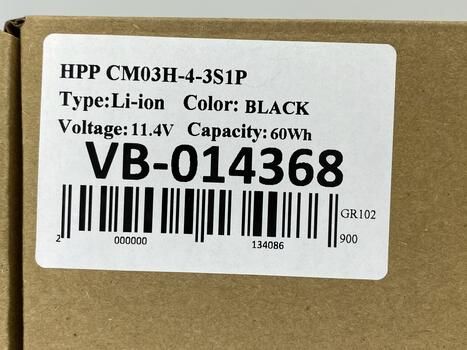 HPP CM03H-4-3S1P
Type:Li-ion Color: BLACK
Voltage:11.4V Capacity:60Wh
VB-014368
GR102
2 000000 134086 900